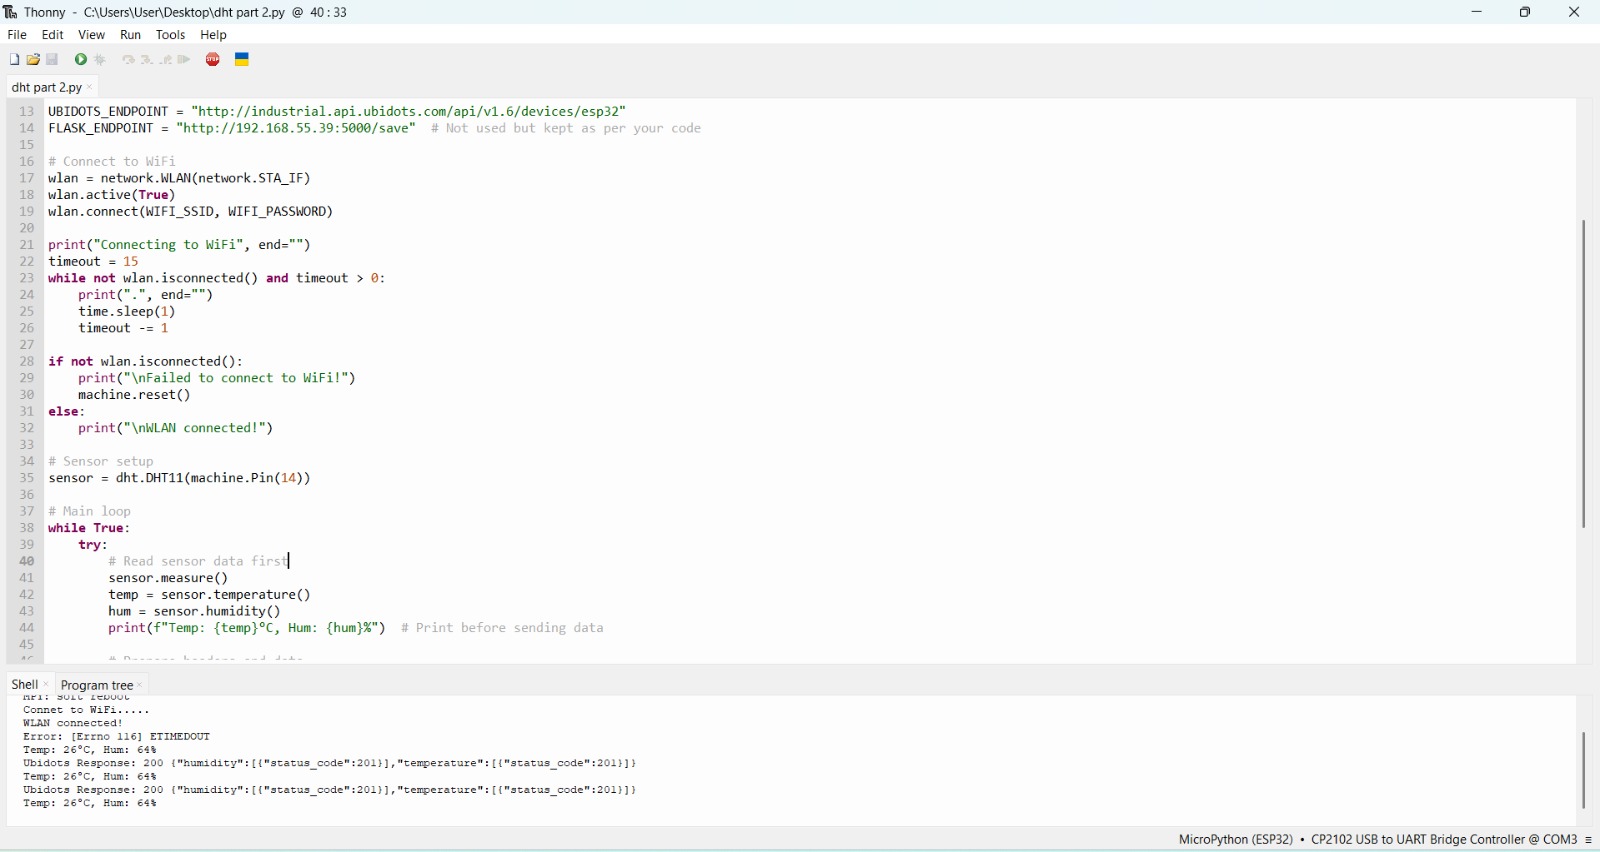 Thonny - C:\Users\User\Desktop\dht part 2.py @ 40:33
File Edit View Run Tools Help
STOP
dht part 2.py ×
13 UBIDOTS_ENDPOINT = "http://industrial.api.ubidots.com/api/v1.6/devices/esp32"
14 FLASK_ENDPOINT = "http://192.168.55.39:5000/save"  # Not used but kept as per your code
15
16 # Connect to WiFi
17 wlan = network.WLAN(network.STA_IF)
18 wlan.active(True)
19 wlan.connect(WIFI_SSID, WIFI_PASSWORD)
20
21 print("Connecting to WiFi", end="")
22 timeout = 15
23 while not wlan.isconnected() and timeout > 0:
24     print(".", end="")
25     time.sleep(1)
26     timeout -= 1
27
28 if not wlan.isconnected():
29     print("\nFailed to connect to WiFi!")
30     machine.reset()
31 else:
32     print("\nWLAN connected!")
33
34 # Sensor setup
35 sensor = dht.DHT11(machine.Pin(14))
36
37 # Main loop
38 while True:
39     try:
40         # Read sensor data first
41         sensor.measure()
42         temp = sensor.temperature()
43         hum = sensor.humidity()
44         print(f"Temp: {temp}°C, Hum: {hum}%")  # Print before sending data
45
46         # Prepare headers and data
Shell × Program tree ×
MPY: soft reboot
Connet to WiFi.....
WLAN connected!
Error: [Errno 116] ETIMEDOUT
Temp: 26°C, Hum: 64%
Ubidots Response: 200 {"humidity":[{"status_code":201}],"temperature":[{"status_code":201}]}
Temp: 26°C, Hum: 64%
Ubidots Response: 200 {"humidity":[{"status_code":201}],"temperature":[{"status_code":201}]}
Temp: 26°C, Hum: 64%
MicroPython (ESP32) • CP2102 USB to UART Bridge Controller @ COM3 ≡